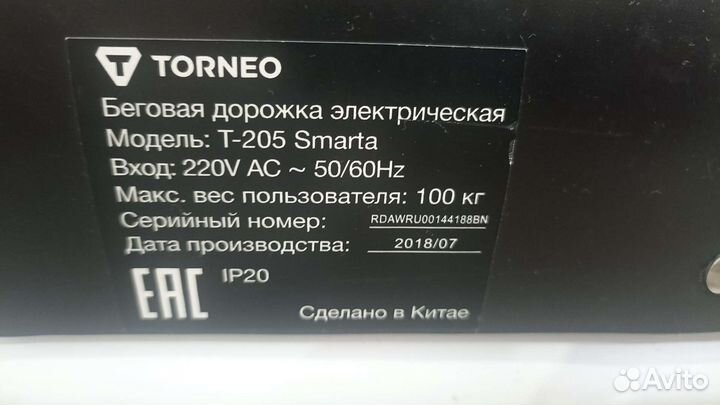 TORNEO
Беговая дорожка электрическая
Модель: T-205 Smarta
Вход: 220V AC ~ 50/60Hz
Макс. вес пользователя: 100 кг
Серийный номер: RDAWRU00144188BN
Дата производства: 2018/07
EAC IP20
Сделано в Китае
Avito